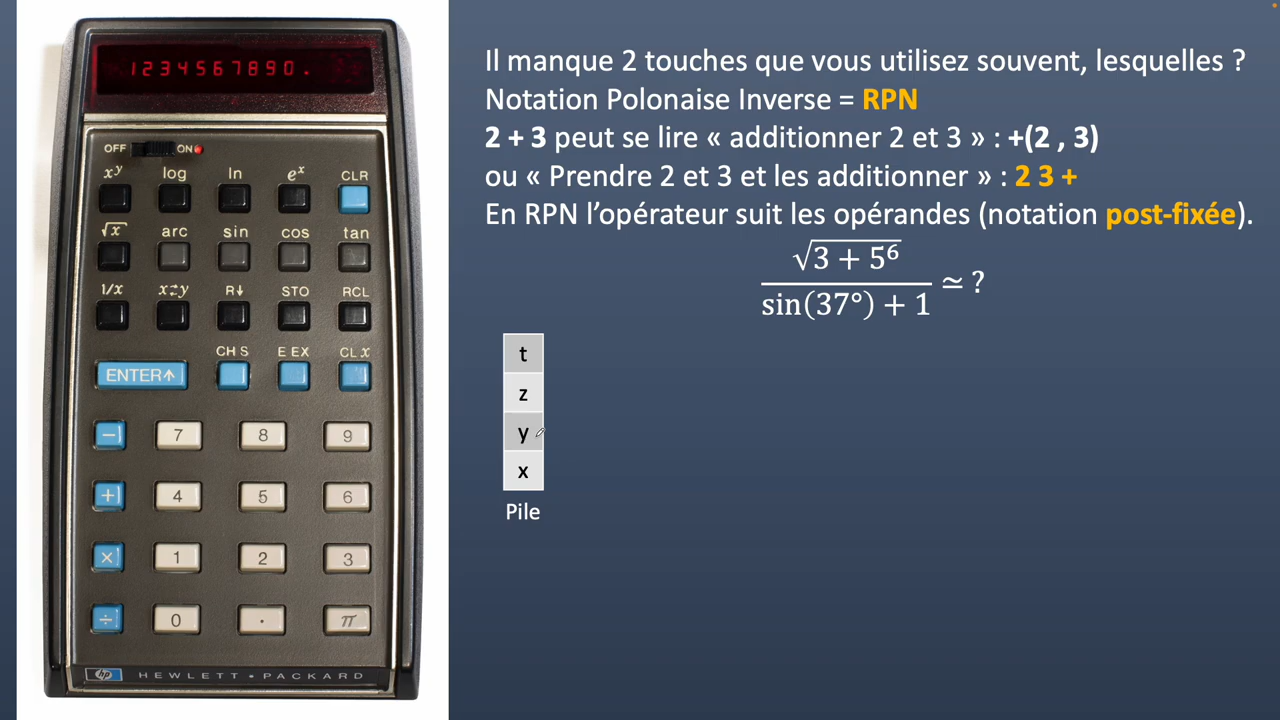 1234567890.
OFF ON
xʸ log ln eˣ CLR
√x arc sin cos tan
1/x x⇄y R↓ STO RCL
ENTER↑ CH S E EX CL x
− 7 8 9
+ 4 5 6
× 1 2 3
÷ 0 . π
hp HEWLETT • PACKARD
Il manque 2 touches que vous utilisez souvent, lesquelles ?
Notation Polonaise Inverse = RPN
2 + 3 peut se lire « additionner 2 et 3 » : +(2 , 3)
ou « Prendre 2 et 3 et les additionner » : 2 3 +
En RPN l’opérateur suit les opérandes (notation post-fixée).
√(3 + 5⁶)
≃ ?
sin(37°) + 1
t
z
y
x
Pile